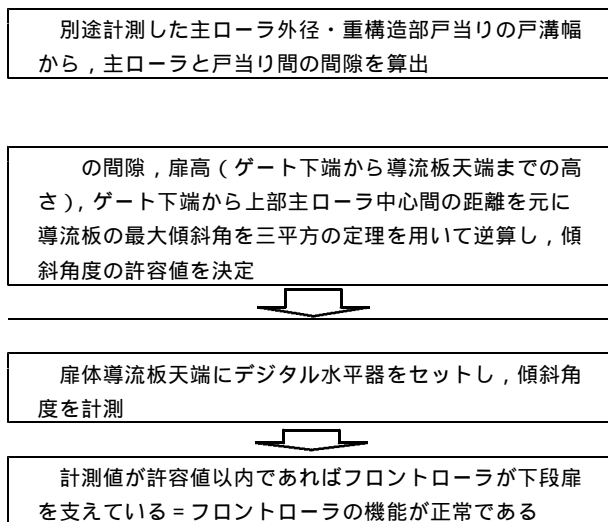 別途計測した主ローラ外径・重構造部戸当りの戸溝幅
から，主ローラと戸当り間の間隙を算出
の間隙，扉高（ゲート下端から導流板天端までの高
さ），ゲート下端から上部主ローラ中心間の距離を元に
導流板の最大傾斜角を三平方の定理を用いて逆算し，傾
斜角度の許容値を決定
扉体導流板天端にデジタル水平器をセットし，傾斜角
度を計測
計測値が許容値以内であればフロントローラが下段扉
を支えている＝フロントローラの機能が正常である